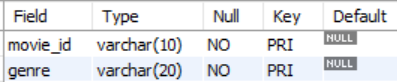 Field Type Null Key Default
movie_id varchar(10) NO PRI NULL
genre varchar(20) NO PRI NULL